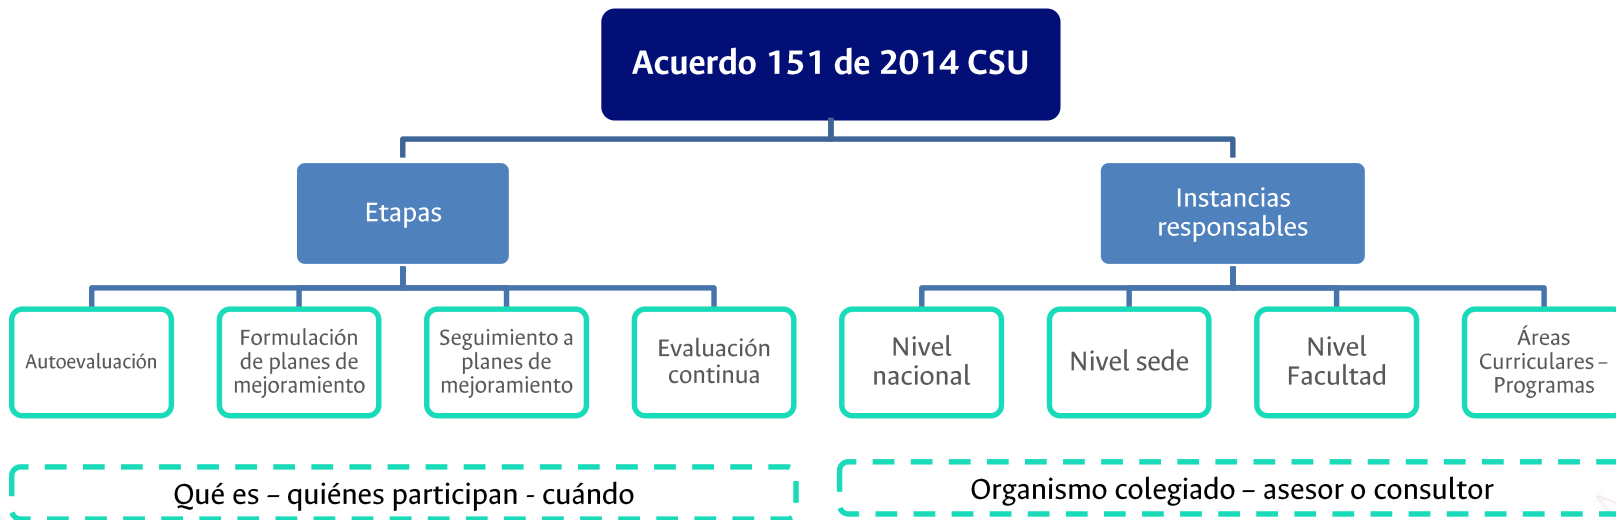 Acuerdo 151 de 2014 CSU
Etapas
Instancias
responsables
Autoevaluación
Formulación
de planes de
mejoramiento
Seguimiento a
planes de
mejoramiento
Evaluación
continua
Nivel
nacional
Nivel sede
Nivel
Facultad
Áreas
Curriculares –
Programas
Qué es – quiénes participan - cuándo
Organismo colegiado – asesor o consultor